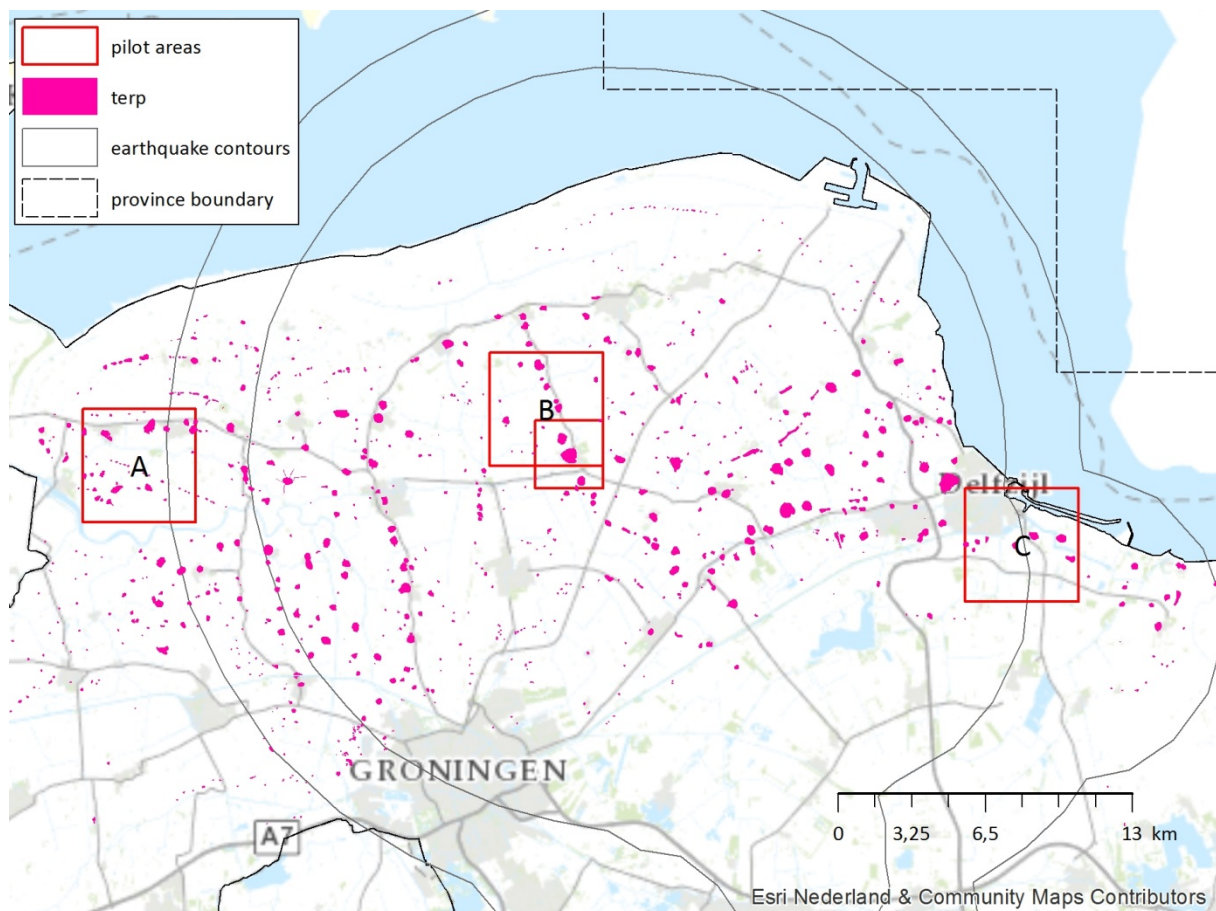 pilot areas
terp
earthquake contours
province boundary
B
A
Delfzijl
C
GRONINGEN
A7
0 3,25 6,5 13 km
Esri Nederland & Community Maps Contributors